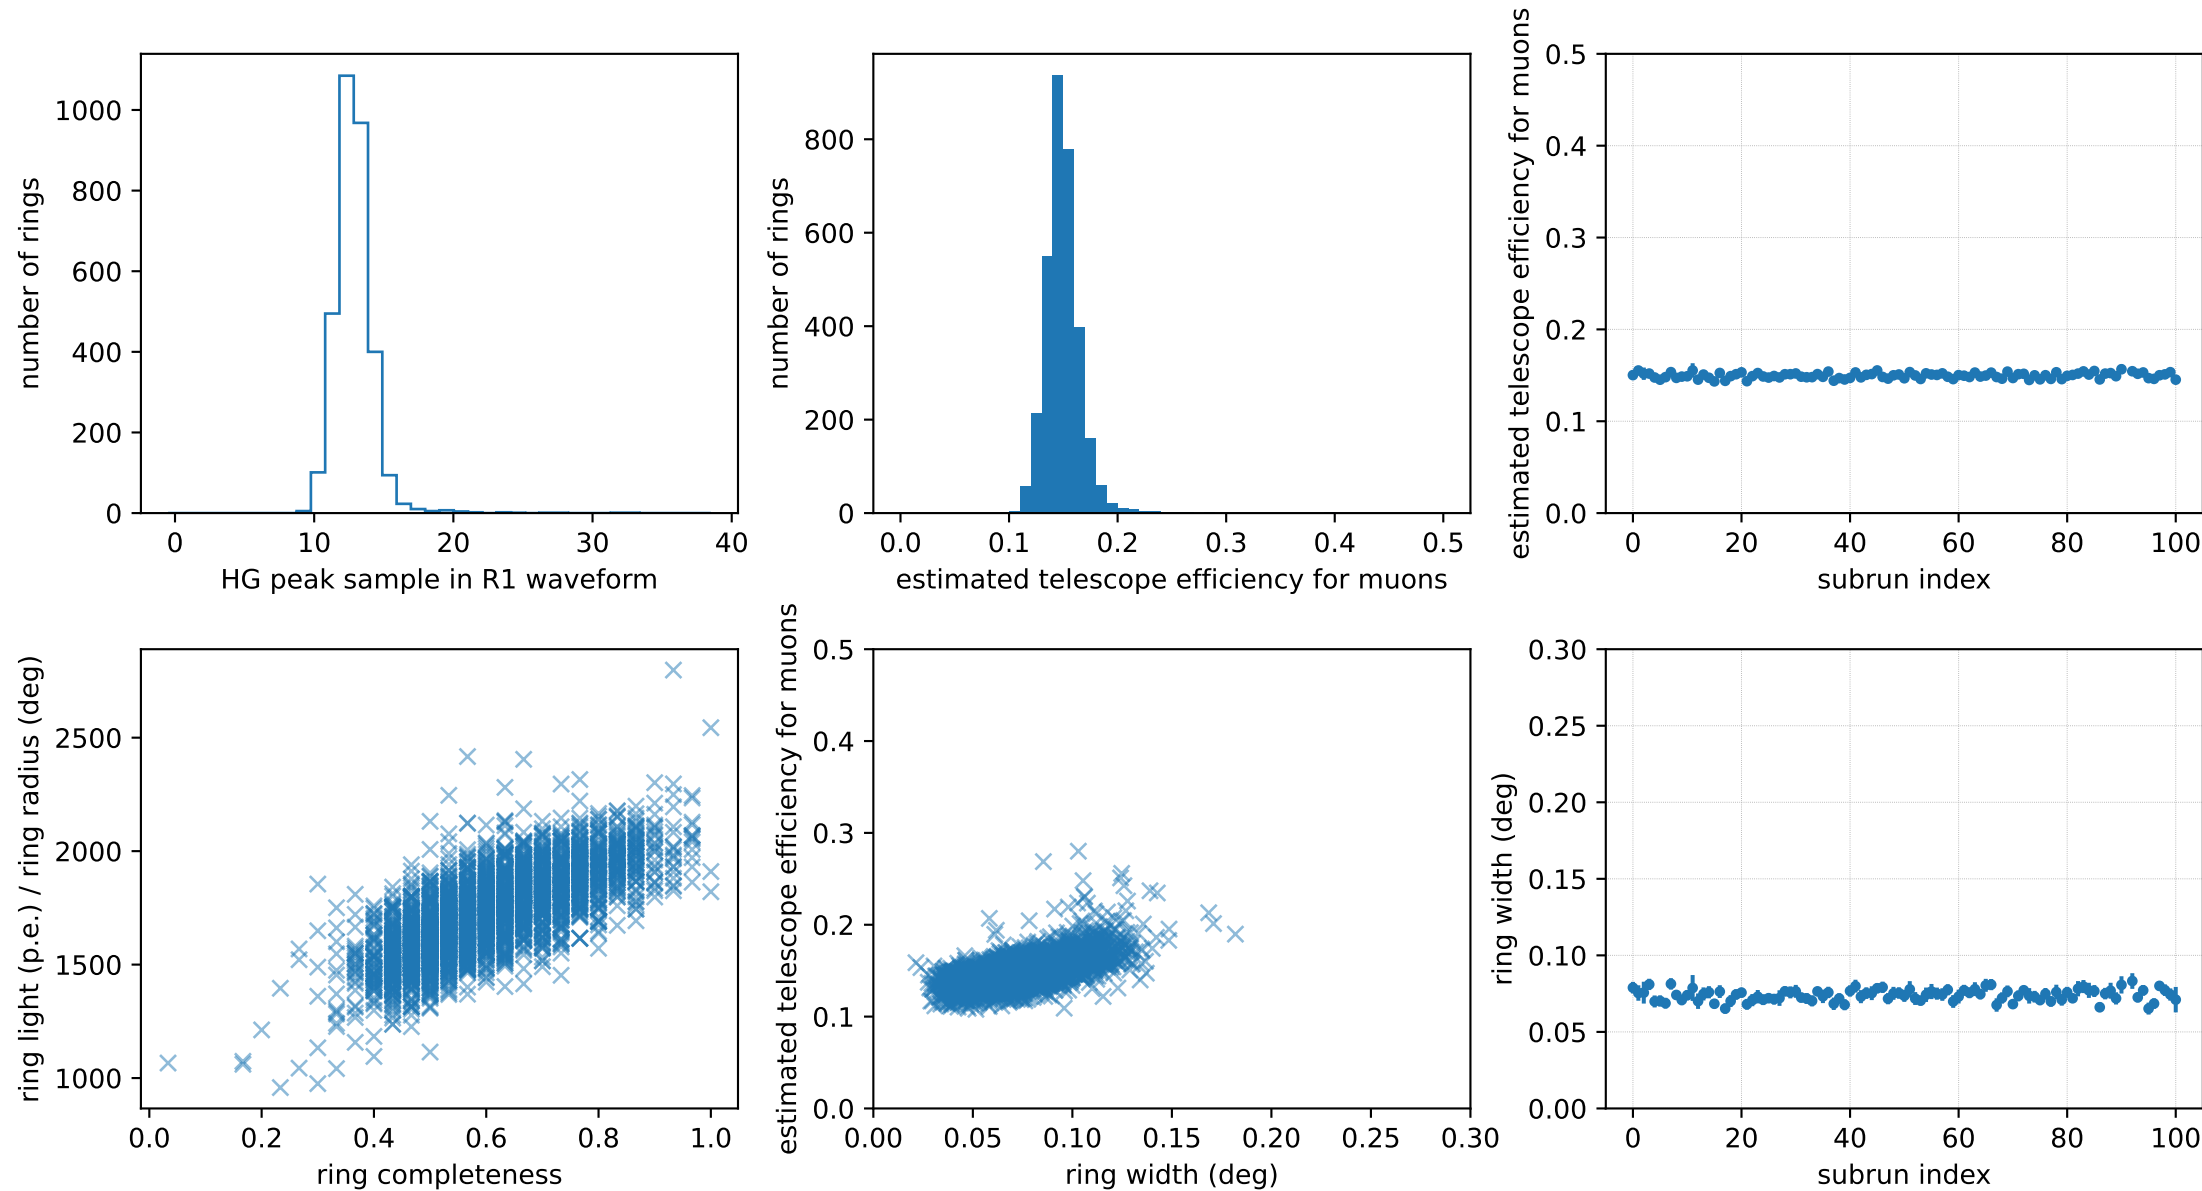 number of rings
1000
800
600
400
200
0
0 10 20 30 40
HG peak sample in R1 waveform
number of rings
800
600
400
200
0
0.0 0.1 0.2 0.3 0.4 0.5
estimated telescope efficiency for muons
estimated telescope efficiency for muons
0.5
0.4
0.3
0.2
0.1
0.0
0 20 40 60 80 100
subrun index
ring light (p.e.) / ring radius (deg)
2500
2000
1500
1000
0.0 0.2 0.4 0.6 0.8 1.0
ring completeness
estimated telescope efficiency for muons
0.5
0.4
0.3
0.2
0.1
0.0
0.00 0.05 0.10 0.15 0.20 0.25 0.30
ring width (deg)
ring width (deg)
0.30
0.25
0.20
0.15
0.10
0.05
0.00
0 20 40 60 80 100
subrun index